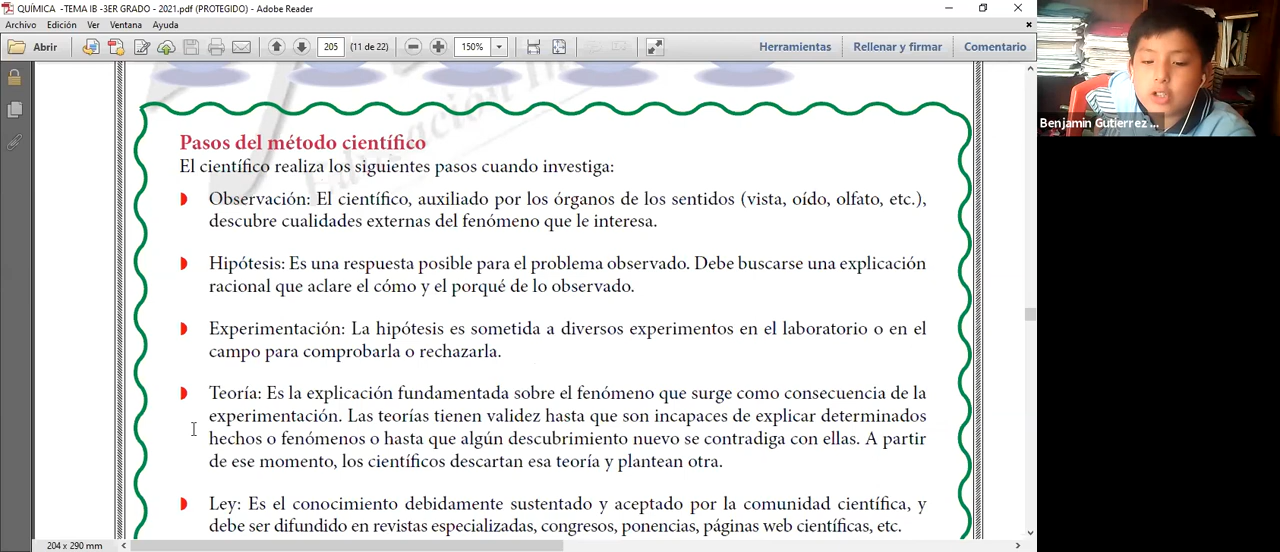 QUÍMICA -TEMA IB -3ER GRADO - 2021.pdf (PROTEGIDO) - Adobe Reader
Archivo Edición Ver Ventana Ayuda
Abrir 205 (11 de 22) 150% Herramientas Rellenar y firmar Comentario
Benjamin Gutierrez ...
Pasos del método científico
El científico realiza los siguientes pasos cuando investiga:
Observación: El científico, auxiliado por los órganos de los sentidos (vista, oído, olfato, etc.),
descubre cualidades externas del fenómeno que le interesa.
Hipótesis: Es una respuesta posible para el problema observado. Debe buscarse una explicación
racional que aclare el cómo y el porqué de lo observado.
Experimentación: La hipótesis es sometida a diversos experimentos en el laboratorio o en el
campo para comprobarla o rechazarla.
Teoría: Es la explicación fundamentada sobre el fenómeno que surge como consecuencia de la
experimentación. Las teorías tienen validez hasta que son incapaces de explicar determinados
hechos o fenómenos o hasta que algún descubrimiento nuevo se contradiga con ellas. A partir
de ese momento, los científicos descartan esa teoría y plantean otra.
Ley: Es el conocimiento debidamente sustentado y aceptado por la comunidad científica, y
debe ser difundido en revistas especializadas, congresos, ponencias, páginas web científicas, etc.
204 x 290 mm